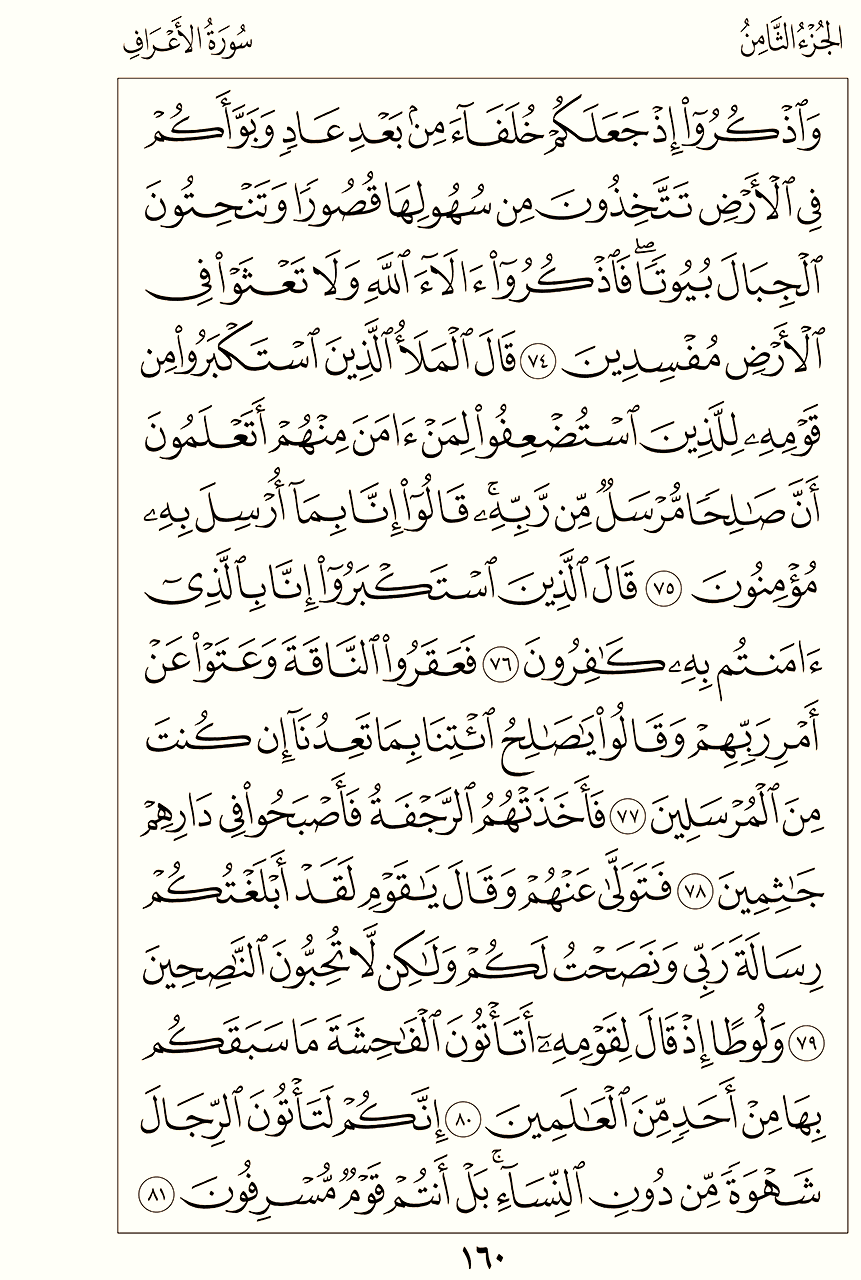 الجُزْءُ الثَّامِنُ
سُورَةُ الأَعْرَافِ
وَٱذْكُرُوٓا۟ إِذْ جَعَلَكُمْ خُلَفَآءَ مِنۢ بَعْدِ عَادٍ وَبَوَّأَكُمْ
فِى ٱلْأَرْضِ تَتَّخِذُونَ مِن سُهُولِهَا قُصُورًا وَتَنْحِتُونَ
ٱلْجِبَالَ بُيُوتًا ۖ فَٱذْكُرُوٓا۟ ءَالَآءَ ٱللَّهِ وَلَا تَعْثَوْا۟ فِى
ٱلْأَرْضِ مُفْسِدِينَ ٧٤ قَالَ ٱلْمَلَأُ ٱلَّذِينَ ٱسْتَكْبَرُوا۟ مِن
قَوْمِهِۦ لِلَّذِينَ ٱسْتُضْعِفُوا۟ لِمَنْ ءَامَنَ مِنْهُمْ أَتَعْلَمُونَ
أَنَّ صَٰلِحًا مُّرْسَلٌ مِّن رَّبِّهِۦ ۚ قَالُوٓا۟ إِنَّا بِمَآ أُرْسِلَ بِهِۦ
مُؤْمِنُونَ ٧٥ قَالَ ٱلَّذِينَ ٱسْتَكْبَرُوٓا۟ إِنَّا بِٱلَّذِىٓ
ءَامَنتُم بِهِۦ كَٰفِرُونَ ٧٦ فَعَقَرُوا۟ ٱلنَّاقَةَ وَعَتَوْا۟ عَنْ
أَمْرِ رَبِّهِمْ وَقَالُوا۟ يَٰصَٰلِحُ ٱئْتِنَا بِمَا تَعِدُنَآ إِن كُنتَ
مِنَ ٱلْمُرْسَلِينَ ٧٧ فَأَخَذَتْهُمُ ٱلرَّجْفَةُ فَأَصْبَحُوا۟ فِى دَارِهِمْ
جَٰثِمِينَ ٧٨ فَتَوَلَّىٰ عَنْهُمْ وَقَالَ يَٰقَوْمِ لَقَدْ أَبْلَغْتُكُمْ
رِسَالَةَ رَبِّى وَنَصَحْتُ لَكُمْ وَلَٰكِن لَّا تُحِبُّونَ ٱلنَّٰصِحِينَ
٧٩ وَلُوطًا إِذْ قَالَ لِقَوْمِهِۦٓ أَتَأْتُونَ ٱلْفَٰحِشَةَ مَا سَبَقَكُم
بِهَا مِنْ أَحَدٍ مِّنَ ٱلْعَٰلَمِينَ ٨٠ إِنَّكُمْ لَتَأْتُونَ ٱلرِّجَالَ
شَهْوَةً مِّن دُونِ ٱلنِّسَآءِ ۚ بَلْ أَنتُمْ قَوْمٌ مُّسْرِفُونَ ٨١
١٦٠